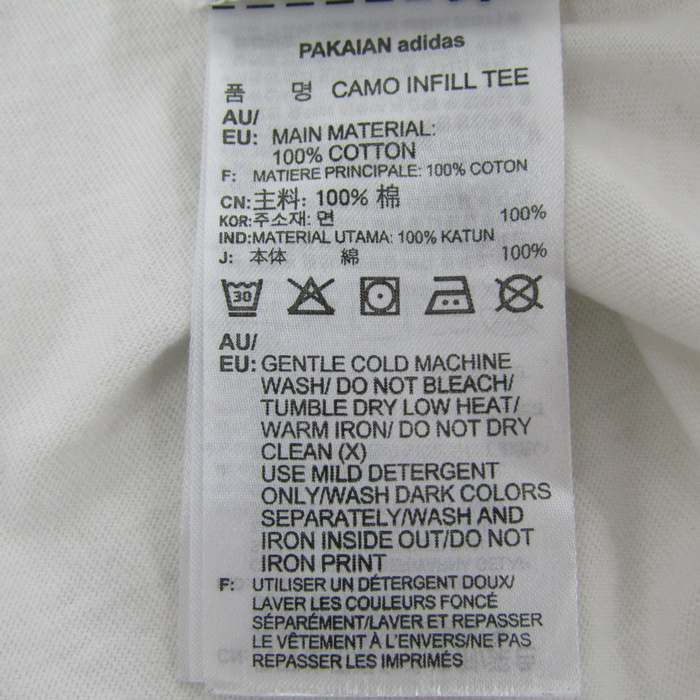 PAKAIAN adidas
품 명 CAMO INFILL TEE
AU/
EU: MAIN MATERIAL:
100% COTTON
F: MATIERE PRINCIPALE: 100% COTON
CN:主料: 100% 棉
KOR:주소재: 면 100%
IND:MATERIAL UTAMA: 100% KATUN
J: 本体 綿 100%
30
AU/
EU: GENTLE COLD MACHINE
WASH/ DO NOT BLEACH/
TUMBLE DRY LOW HEAT/
WARM IRON/ DO NOT DRY
CLEAN (X)
USE MILD DETERGENT
ONLY/WASH DARK COLORS
SEPARATELY/WASH AND
IRON INSIDE OUT/DO NOT
IRON PRINT
F: UTILISER UN DÉTERGENT DOUX/
LAVER LES COULEURS FONCÉ
SÉPARÉMENT/LAVER ET REPASSER
LE VÊTEMENT À L'ENVERS/NE PAS
REPASSER LES IMPRIMÉS